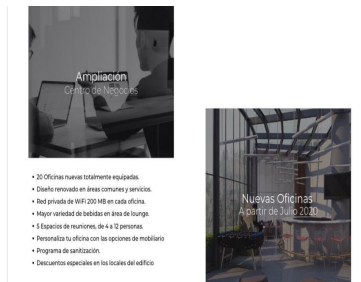 Ampliación
Centro de Negocios
• 20 Oficinas nuevas totalmente equipadas.
• Diseño renovado en áreas comunes y servicios.
• Red privada de WiFi 200 MB en cada oficina.
• Mayor variedad de bebidas en área de lounge.
• 5 Espacios de reuniones, de 4 a 12 personas.
• Personaliza tu oficina con las opciones de mobiliario
• Programa de sanitización.
• Descuentos especiales en los locales del edificio
Nuevas Oficinas
A partir de Julio 2020